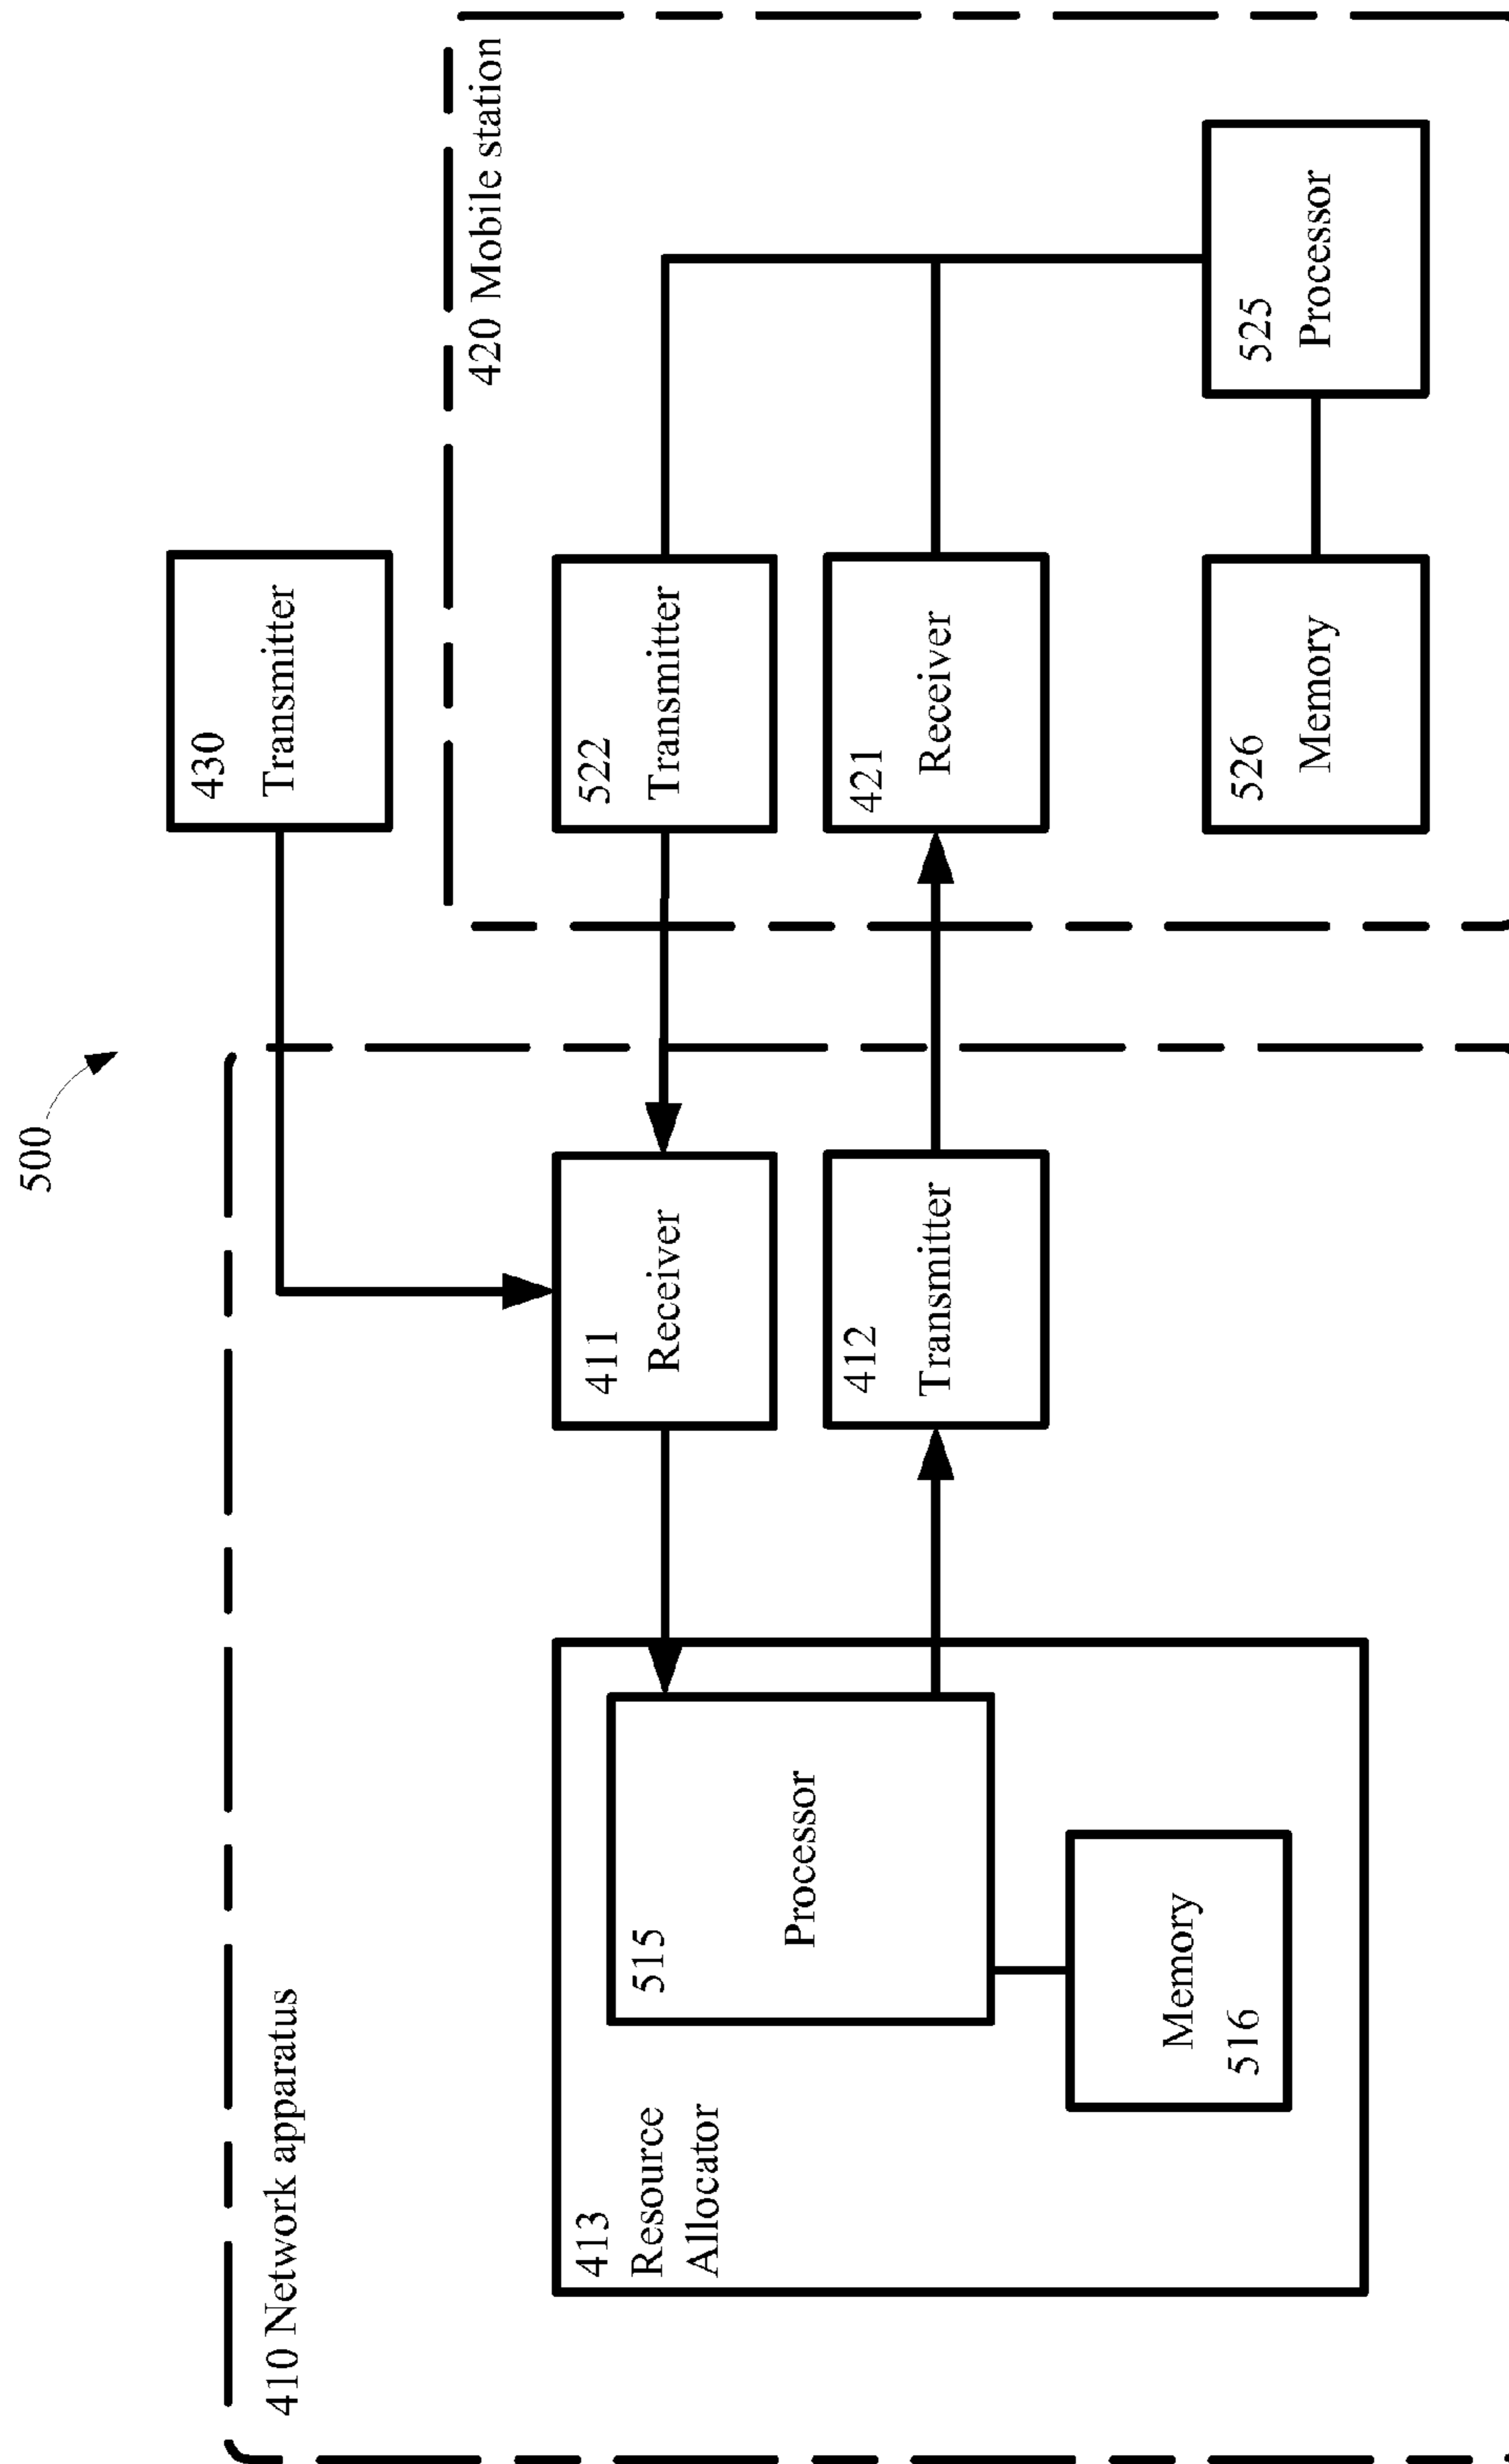 500
410 Network apparatus
413
Resource
Allocator
515
Processor
Memory
516
411
Receiver
412
Transmitter
430
Transmitter
420 Mobile station
522
Transmitter
421
Receiver
526
Memory
525
Processor